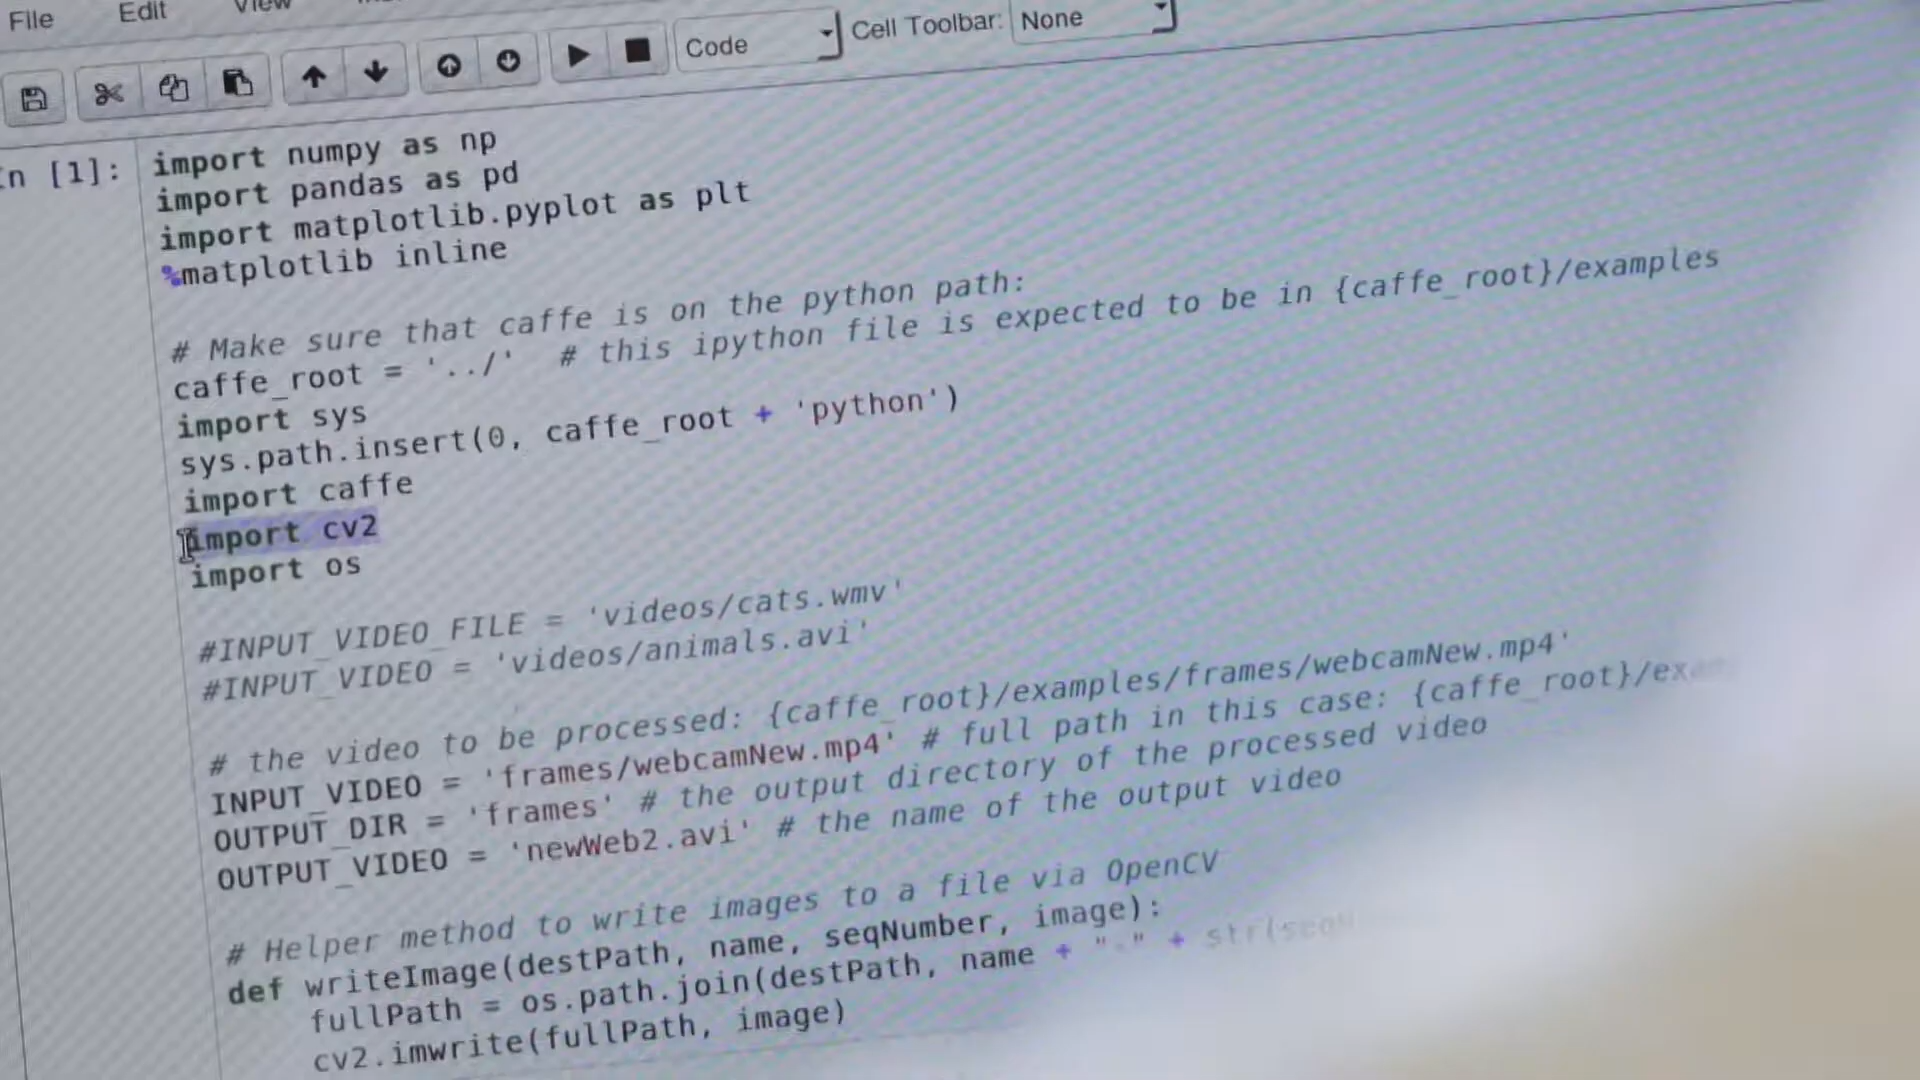 File Edit View
Code Cell Toolbar: None
In [1]:
import numpy as np
import pandas as pd
import matplotlib.pyplot as plt
%matplotlib inline
# Make sure that caffe is on the python path:
caffe_root = '../' # this ipython file is expected to be in {caffe_root}/examples
import sys
sys.path.insert(0, caffe_root + 'python')
import caffe
import cv2
import os
#INPUT_VIDEO_FILE = 'videos/cats.wmv'
#INPUT_VIDEO = 'videos/animals.avi'
# the video to be processed: {caffe_root}/examples/frames/webcamNew.mp4'
INPUT_VIDEO = 'frames/webcamNew.mp4' # full path in this case: {caffe_root}/exam
OUTPUT_DIR = 'frames' # the output directory of the processed video
OUTPUT_VIDEO = 'newWeb2.avi' # the name of the output video
# Helper method to write images to a file via OpenCV
def writeImage(destPath, name, seqNumber, image):
fullPath = os.path.join(destPath, name + "-" + str(seqN
cv2.imwrite(fullPath, image)